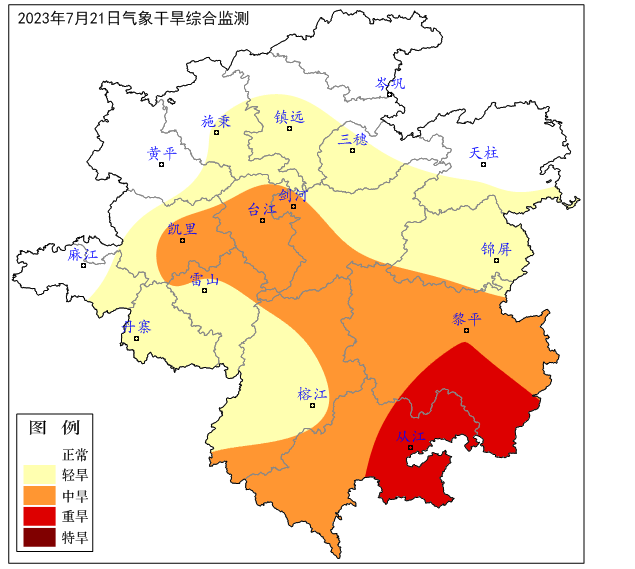 2023年7月21日气象干旱综合监测
岑巩
镇远
施秉
三穗
黄平
天柱
剑河
台江
凯里
锦屏
麻江
雷山
黎平
丹寨
榕江
从江
图 例
正常
轻旱
中旱
重旱
特旱